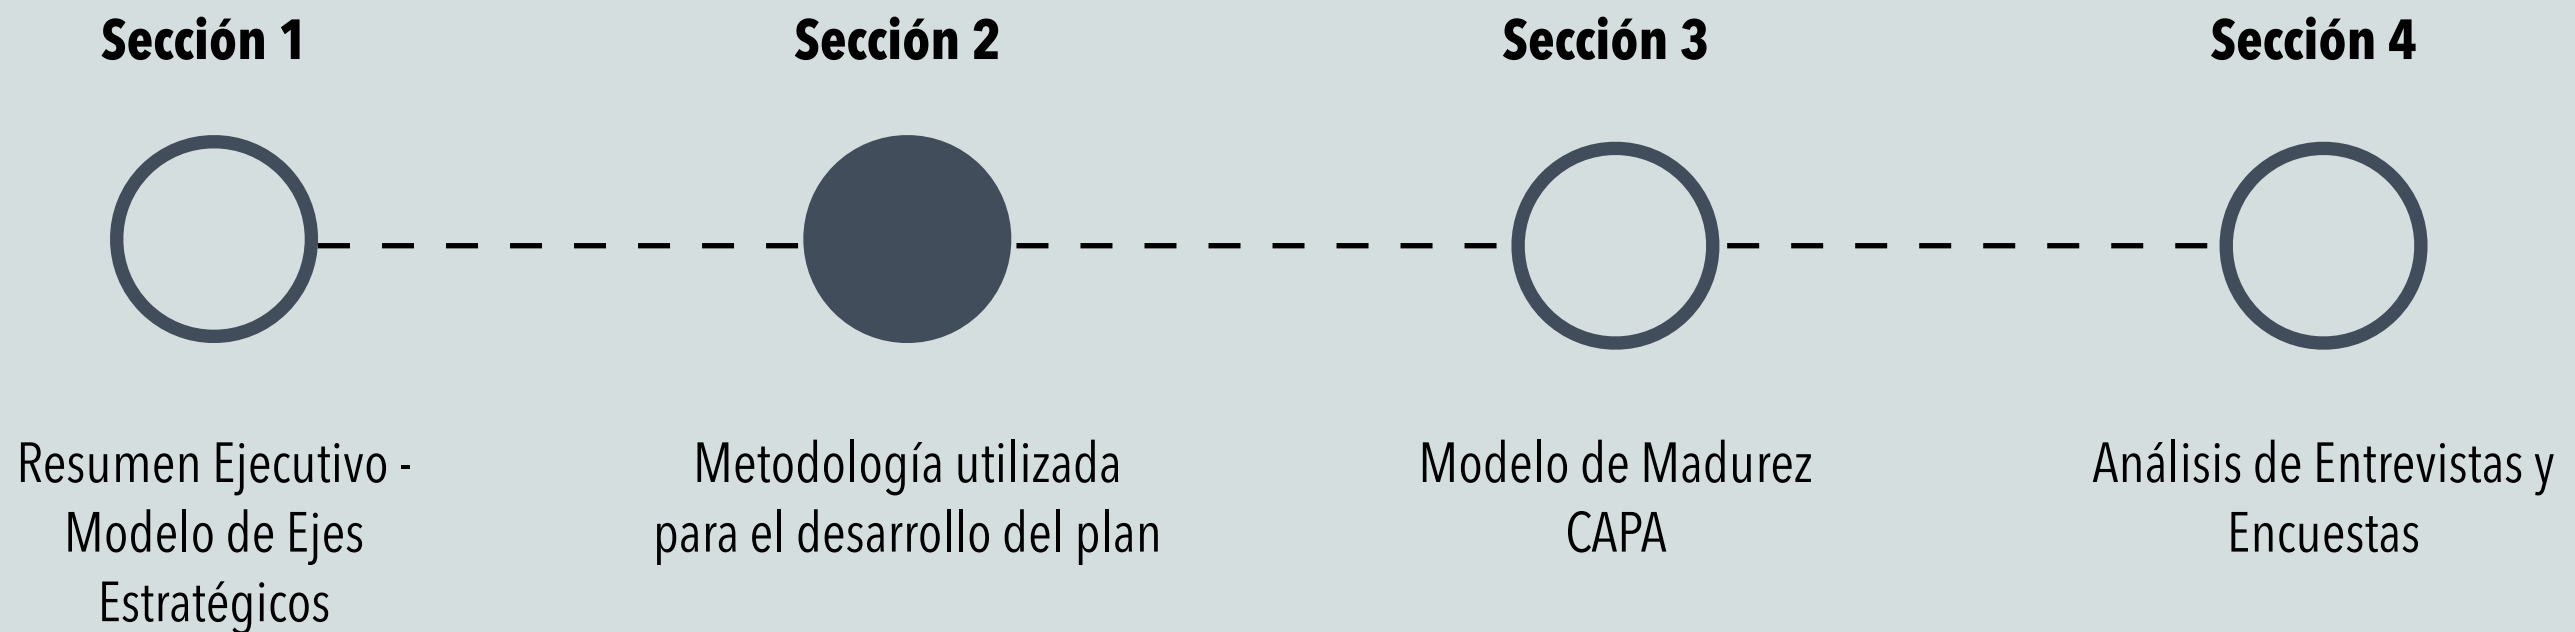 Sección 1
Sección 2
Sección 3
Sección 4
Resumen Ejecutivo -
Modelo de Ejes
Estratégicos
Metodología utilizada
para el desarrollo del plan
Modelo de Madurez
CAPA
Análisis de Entrevistas y
Encuestas